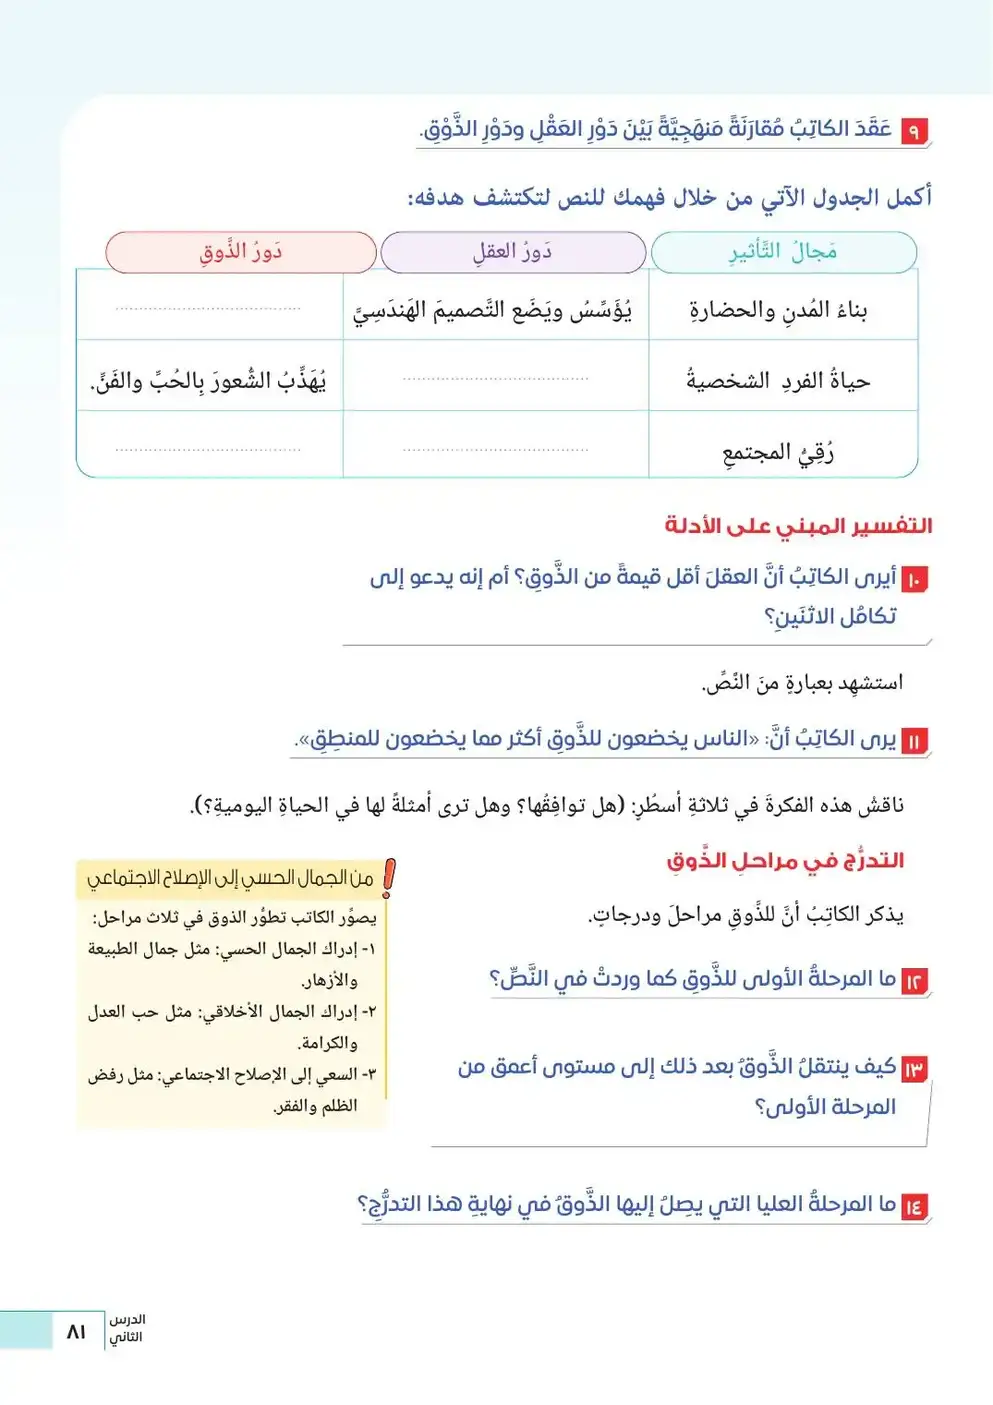 ٩ عَقَدَ الكاتِبُ مُقارَنَةً مَنهَجِيَّةً بَيْنَ دَوْرِ العَقْلِ ودَوْرِ الذَّوْقِ.
أكمل الجدول الآتي من خلال فهمك للنص لتكتشف هدفه:
مَجالُ التَّأثيرِ دَورُ العقلِ دَورُ الذَّوقِ
بناءُ المُدنِ والحضارةِ يُؤَسِّسُ ويَضَع التَّصميمَ الهَندَسِيَّ ................................
حياةُ الفردِ الشخصيةُ ................................ يُهَذِّبُ الشُّعورَ بِالحُبِّ والفَنِّ.
رُقِيُّ المجتمعِ ................................ ................................
التفسير المبني على الأدلة
١٠ أيرى الكاتِبُ أنَّ العقلَ أقل قيمةً من الذَّوقِ؟ أم إنه يدعو إلى
تكامُل الاثنَينِ؟
استشهِد بعبارةٍ منَ النَّصِّ.
١١ يرى الكاتِبُ أنَّ: «الناس يخضعون للذَّوقِ أكثر مما يخضعون للمنطِقِ».
ناقشُ هذه الفكرةَ في ثلاثةِ أسطُرٍ: (هل توافِقُها؟ وهل ترى أمثلةً لها في الحياةِ اليوميةِ؟).
التدرُّج في مراحلِ الذَّوقِ
يذكر الكاتِبُ أنَّ للذَّوقِ مراحلَ ودرجاتٍ.
١٢ ما المرحلةُ الأولى للذَّوقِ كما وردتْ في النَّصِّ؟
١٣ كيف ينتقلُ الذَّوقُ بعد ذلك إلى مستوى أعمق من
المرحلة الأولى؟
١٤ ما المرحلةُ العليا التي يصِلُ إليها الذَّوقُ في نهايةِ هذا التدرُّجِ؟
من الجمال الحسي إلى الإصلاح الاجتماعي
يصوِّر الكاتب تطوُّر الذوق في ثلاث مراحل:
١- إدراك الجمال الحسي: مثل جمال الطبيعة
والأزهار.
٢- إدراك الجمال الأخلاقي: مثل حب العدل
والكرامة.
٣- السعي إلى الإصلاح الاجتماعي: مثل رفض
الظلم والفقر.
الدرس
الثاني
٨١